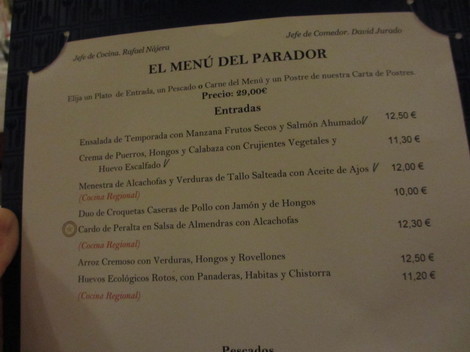 Jefe de Cocina. Rafael Nájera
Jefe de Comedor. David Jurado
EL MENÚ DEL PARADOR
Elija un Plato de Entrada, un Pescado o Carne del Menú y un Postre de nuestra Carta de Postres.
Precio: 29,00€
Entradas
Ensalada de Temporada con Manzana Frutos Secos y Salmón Ahumado 12,50 €
Crema de Puerros, Hongos y Calabaza con Crujientes Vegetales y 11,30 €
Huevo Escalfado
Menestra de Alcachofas y Verduras de Tallo Salteada con Aceite de Ajos 12,00 €
(Cocina Regional)
Duo de Croquetas Caseras de Pollo con Jamón y de Hongos 10,00 €
Cardo de Peralta en Salsa de Almendras con Alcachofas 12,30 €
(Cocina Regional)
Arroz Cremoso con Verduras, Hongos y Rovellones 12,50 €
Huevos Ecológicos Rotos, con Panaderas, Habitas y Chistorra 11,20 €
(Cocina Regional)
Pescados